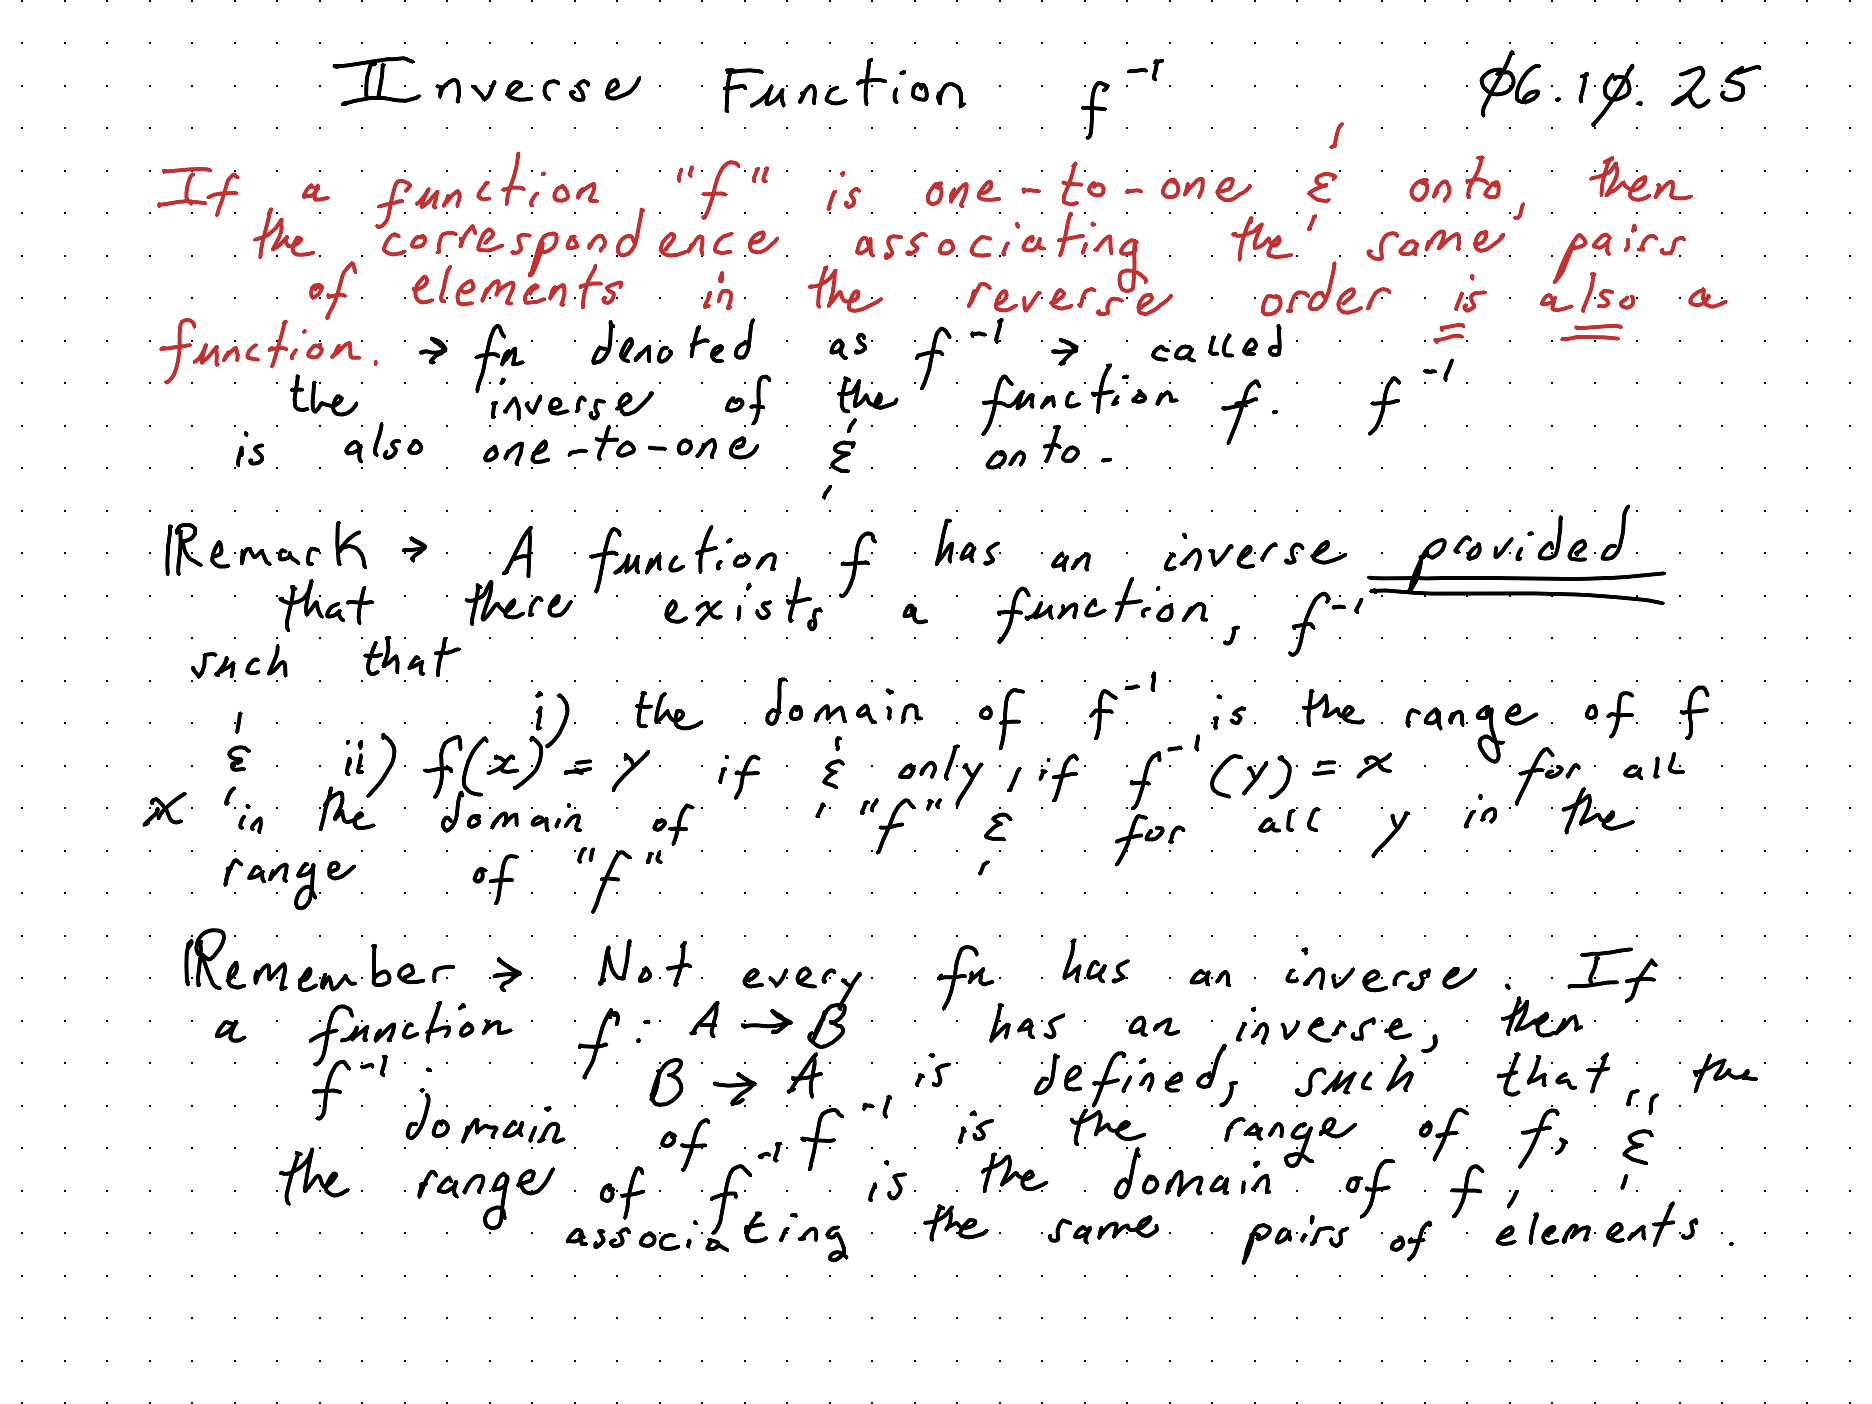 Inverse Function f⁻¹ 06.10.25
If a function "f" is one-to-one & onto, then
the correspondence associating the same pairs
of elements in the reverse order is also a
function. → fn denoted as f⁻¹ → called
the inverse of the function f. f⁻¹
is also one-to-one & onto.
Remark → A function f has an inverse provided
that there exists a function, f⁻¹
such that
i) the domain of f⁻¹ is the range of f
& ii) f(x) = y if & only if f⁻¹(y) = x for all
x in the domain of "f" & for all y in the
range of "f"
Remember → Not every fn has an inverse. If
a function f: A → B has an inverse, then
f⁻¹: B → A is defined, such that, the
domain of f⁻¹ is the range of f, &
the range of f⁻¹ is the domain of f,
associating the same pairs of elements.